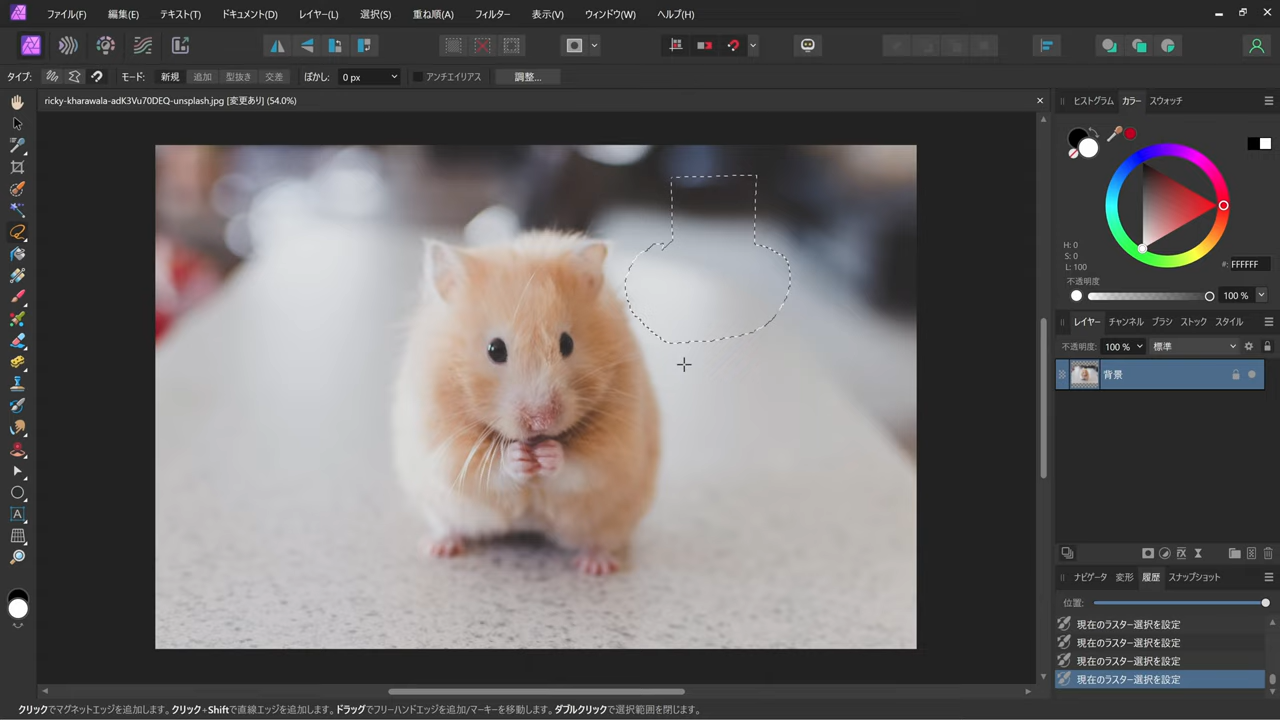 ファイル(F) 編集(E) テキスト(T) ドキュメント(D) レイヤー(L) 選択(S) 重ね順(A) フィルター 表示(V) ウィンドウ(W) ヘルプ(H)
タイプ: モード: 新規 追加 型抜き 交差 ぼかし: 0 px アンチエイリアス 調整...
ricky-kharawala-adK3Vu70DEQ-unsplash.jpg [変更あり] (54.0%)
ヒストグラム カラー スウォッチ
H: 0
S: 0
L: 100
#: FFFFFF
不透明度
100 %
レイヤー チャンネル ブラシ ストック スタイル
不透明度: 100 % 標準
背景
ナビゲータ 変形 履歴 スナップショット
位置:
現在のラスター選択を設定
現在のラスター選択を設定
現在のラスター選択を設定
現在のラスター選択を設定
クリックでマグネットエッジを追加します。クリック+Shiftで直線エッジを追加します。ドラッグでフリーハンドエッジを追加/マーキーを移動します。ダブルクリックで選択範囲を閉じます。